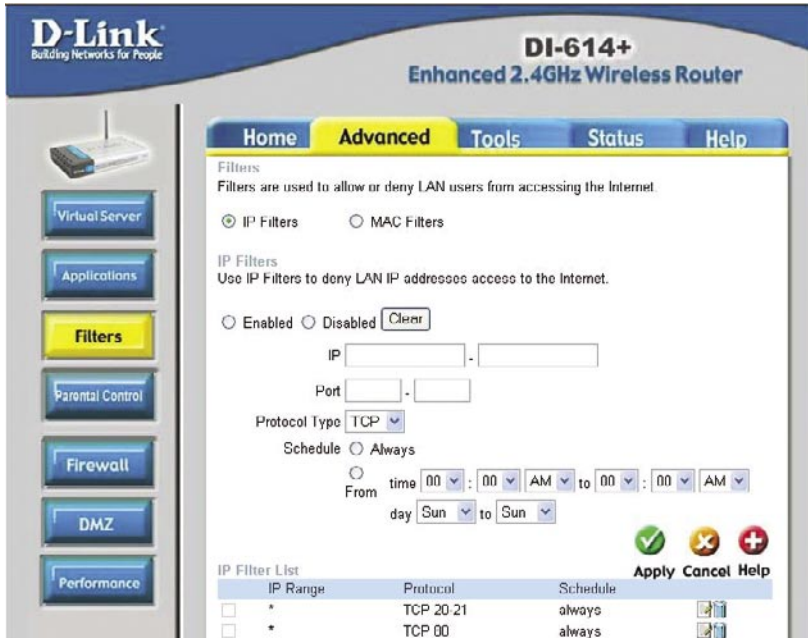 D-Link
Building Networks for People
DI-614+
Enhanced 2.4GHz Wireless Router
Home Advanced Tools Status Help
Virtual Server
Applications
Filters
Parental Control
Firewall
DMZ
Performance
Filters
Filters are used to allow or deny LAN users from accessing the Internet.
IP Filters MAC Filters
IP Filters
Use IP Filters to deny LAN IP addresses access to the Internet.
Enabled Disabled Clear
IP -
Port -
Protocol Type TCP
Schedule Always
From time 00 : 00 AM to 00 : 00 AM
day Sun to Sun
Apply Cancel Help
IP Filter List
IP Range Protocol Schedule
* TCP 20-21 always
* TCP 80 always